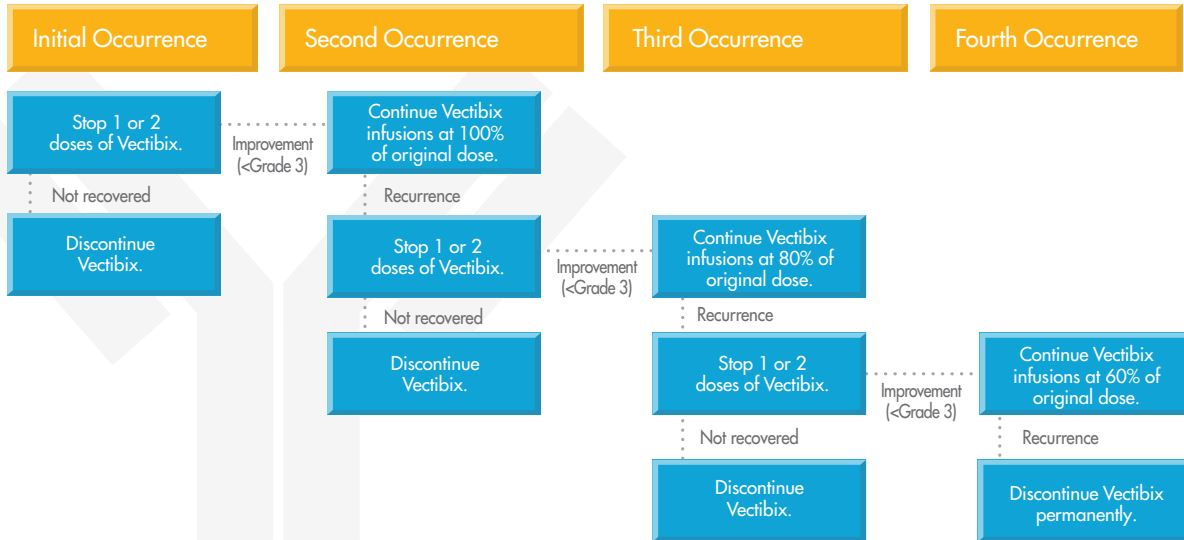 Initial Occurrence
Second Occurrence
Third Occurrence
Fourth Occurrence
Stop 1 or 2
doses of Vectibix.
Improvement
(<Grade 3)
Continue Vectibix
infusions at 100%
of original dose.
Not recovered
Recurrence
Discontinue
Vectibix.
Stop 1 or 2
doses of Vectibix.
Improvement
(<Grade 3)
Continue Vectibix
infusions at 80% of
original dose.
Not recovered
Recurrence
Discontinue
Vectibix.
Stop 1 or 2
doses of Vectibix.
Improvement
(<Grade 3)
Continue Vectibix
infusions at 60% of
original dose.
Not recovered
Recurrence
Discontinue
Vectibix.
Discontinue Vectibix
permanently.